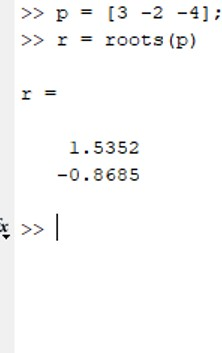 >> p = [3 -2 -4];
>> r = roots(p)
r =
1.5352
-0.8685
>>